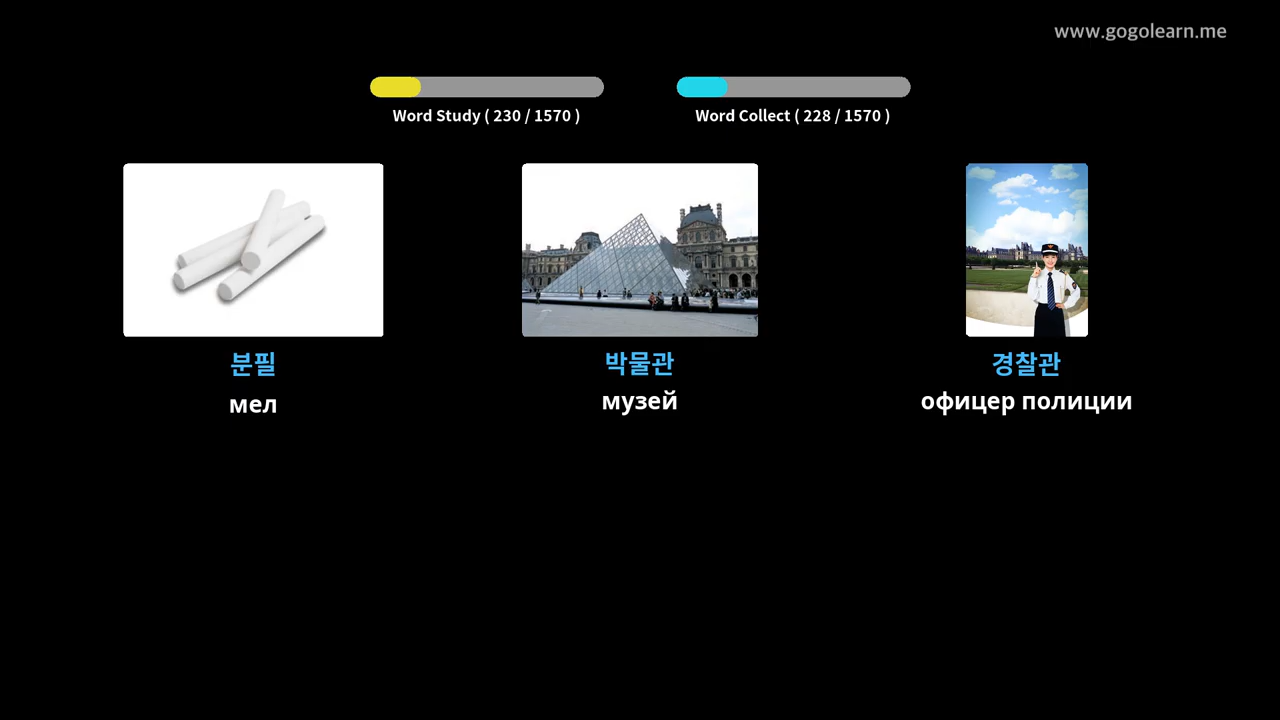 www.gogolearn.me
Word Study ( 230 / 1570 )
Word Collect ( 228 / 1570 )
분필
박물관
경찰관
мел
музей
офицер полиции